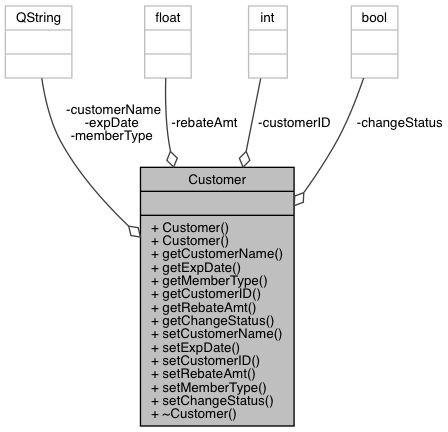 QString
float
int
bool
-customerName
-expDate
-memberType
-rebateAmt
-customerID
-changeStatus
Customer
+ Customer()
+ Customer()
+ getCustomerName()
+ getExpDate()
+ getMemberType()
+ getCustomerID()
+ getRebateAmt()
+ getChangeStatus()
+ setCustomerName()
+ setExpDate()
+ setCustomerID()
+ setRebateAmt()
+ setMemberType()
+ setChangeStatus()
+ ~Customer()